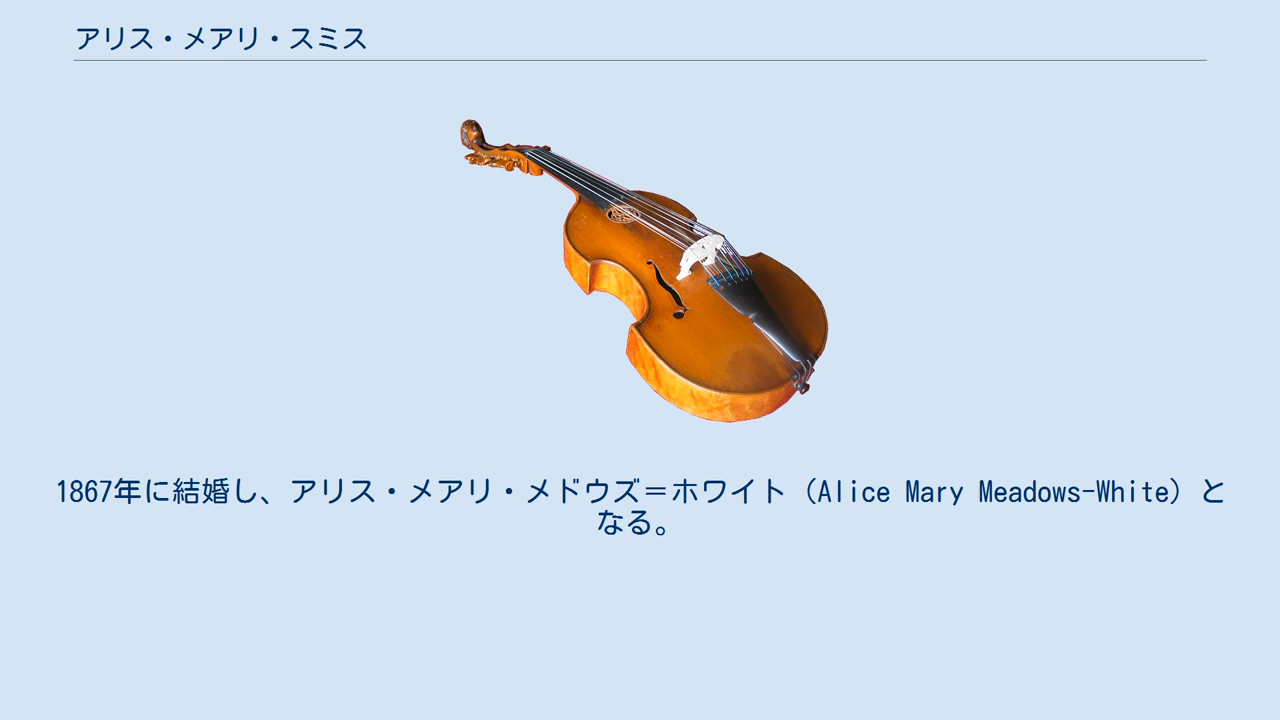 アリス・メアリ・スミス
1867年に結婚し、アリス・メアリ・メドウズ＝ホワイト（Alice Mary Meadows-White）と
なる。